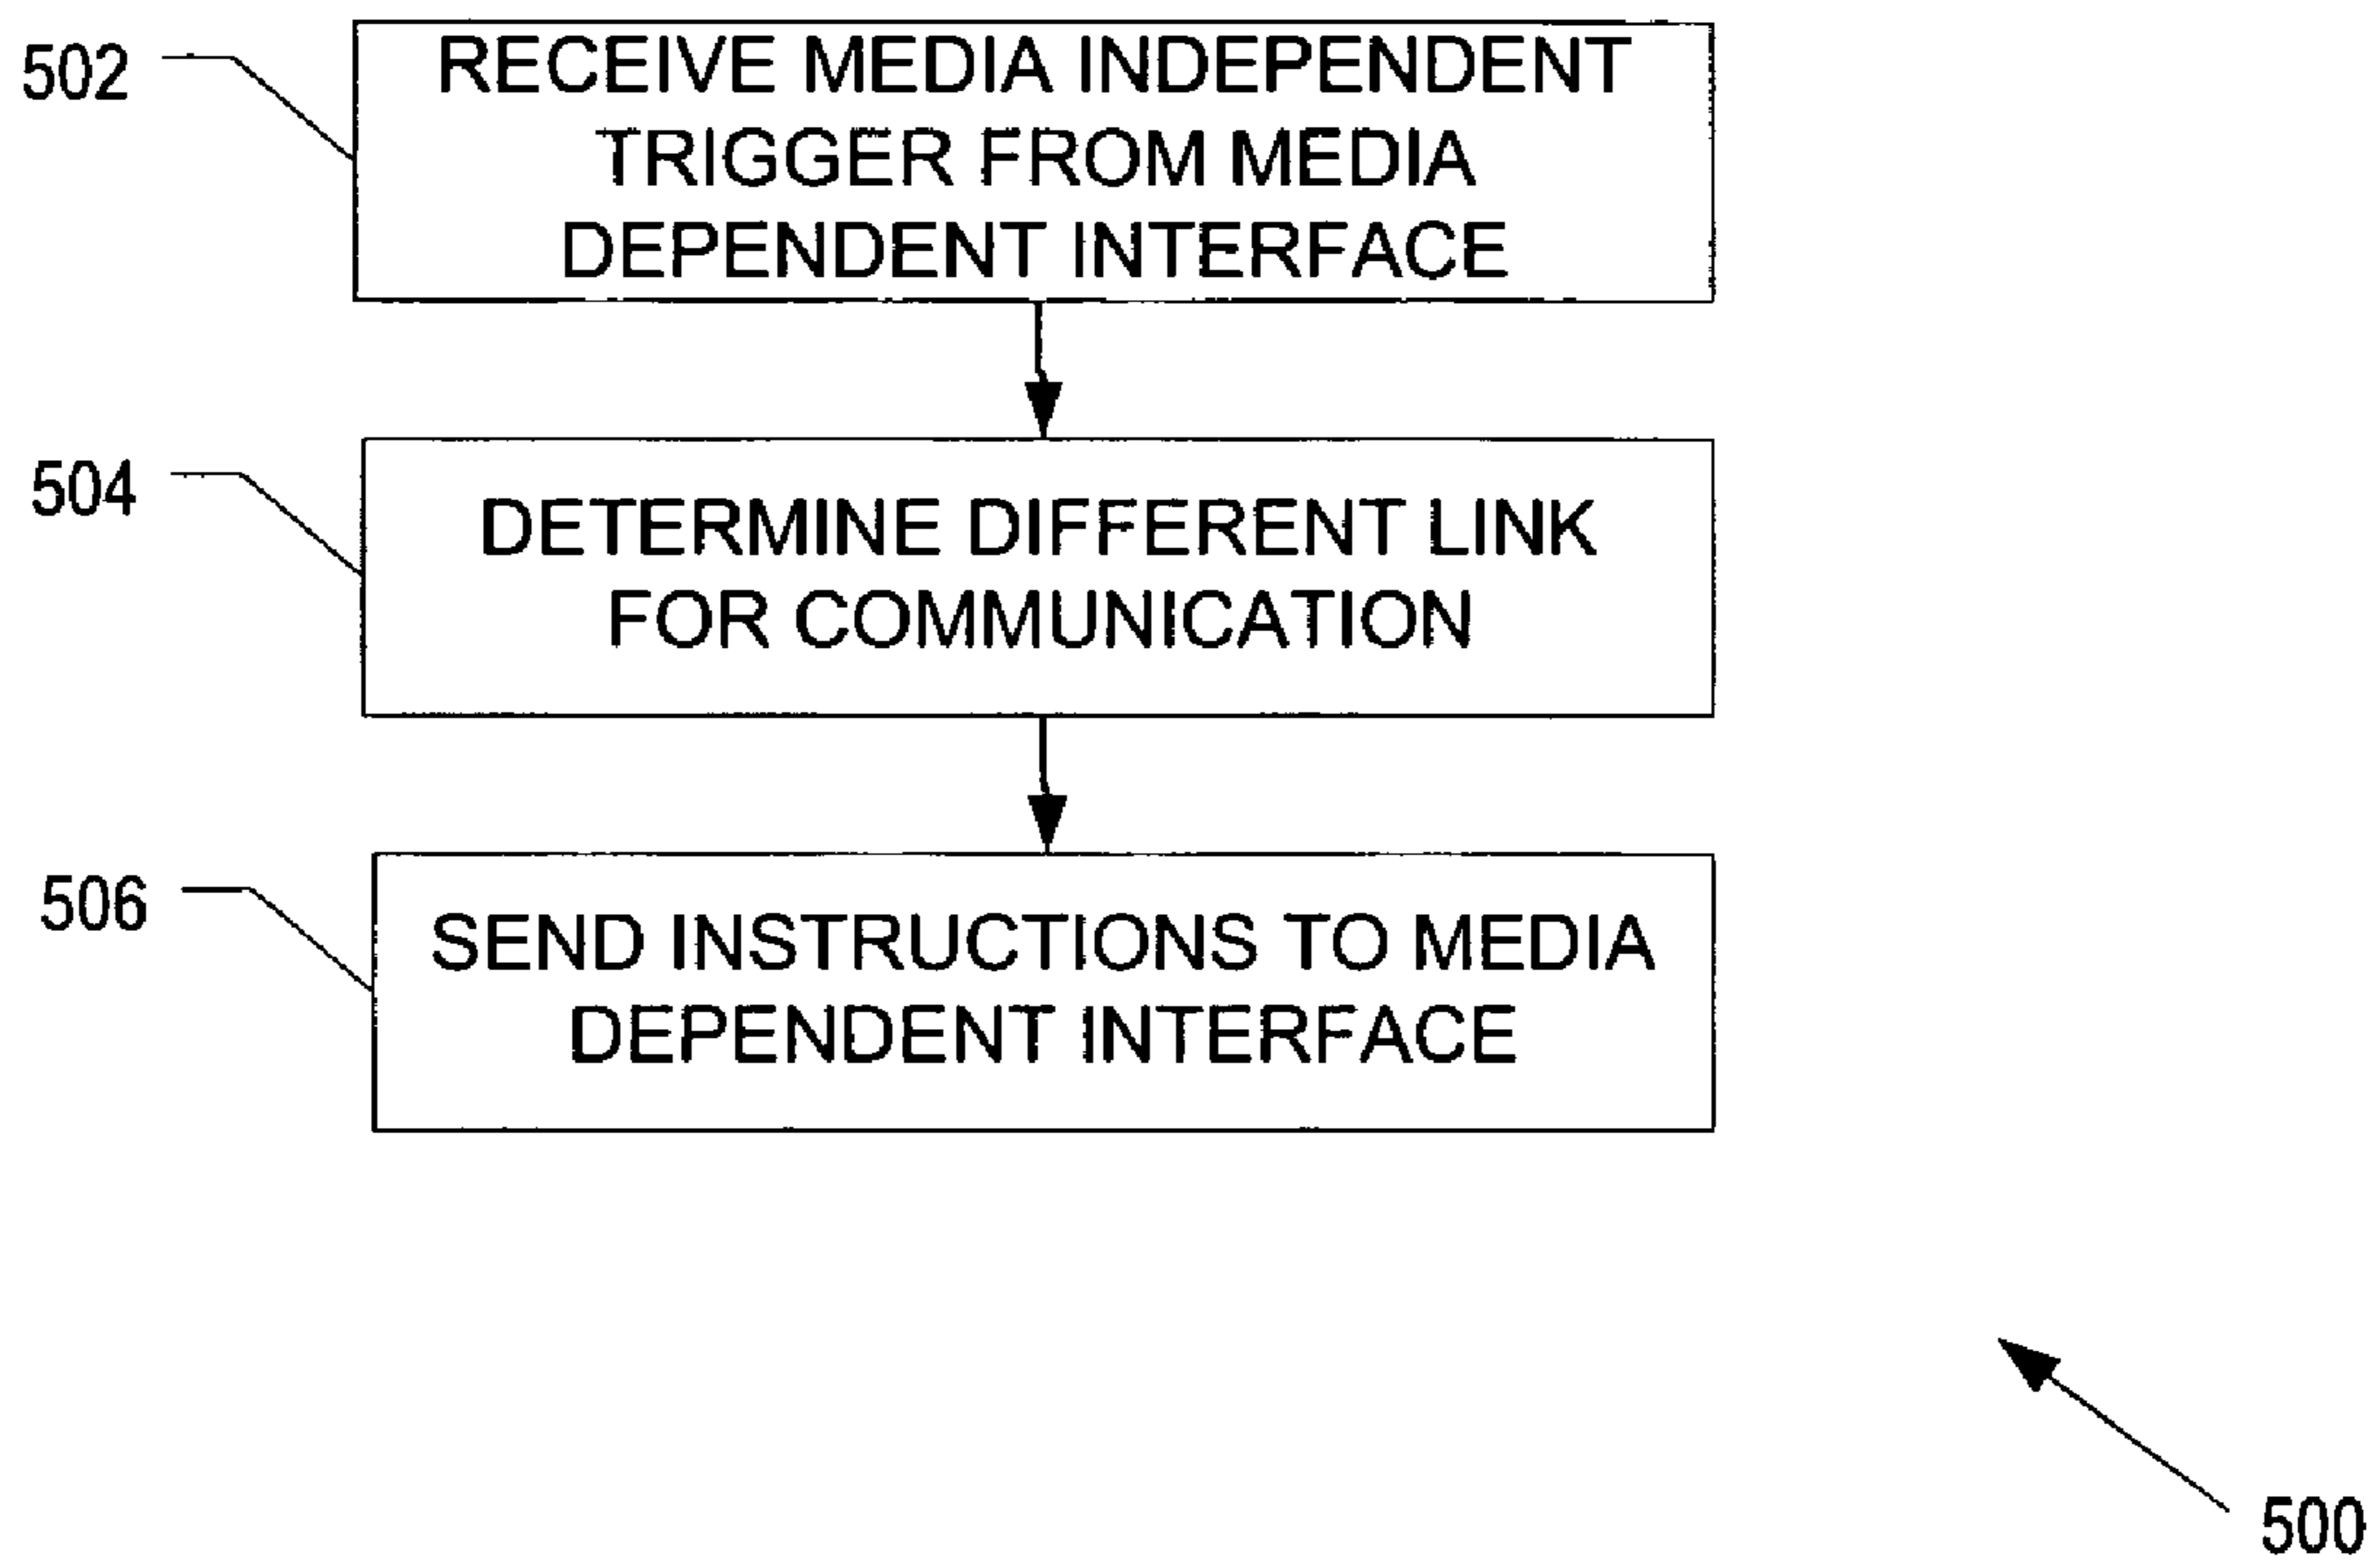 502
RECEIVE MEDIA INDEPENDENT
TRIGGER FROM MEDIA
DEPENDENT INTERFACE
504
DETERMINE DIFFERENT LINK
FOR COMMUNICATION
506
SEND INSTRUCTIONS TO MEDIA
DEPENDENT INTERFACE
500